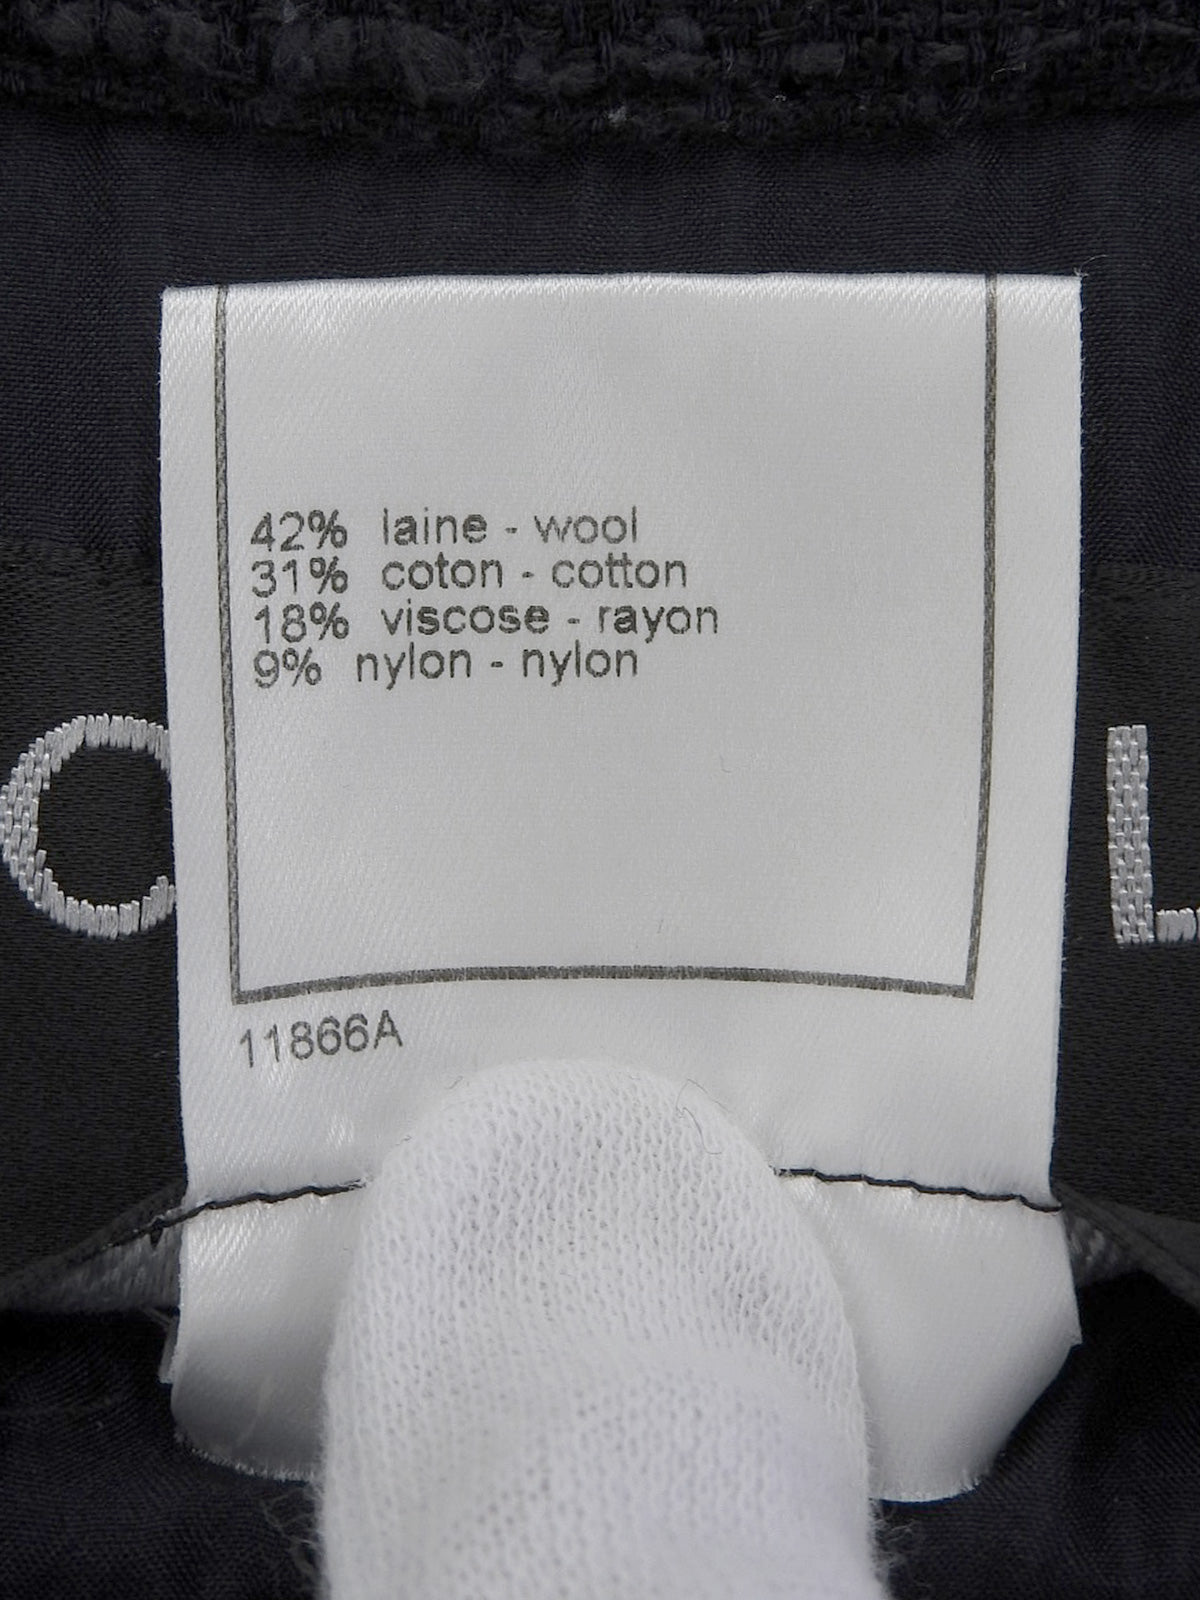 42% laine - wool
31% coton - cotton
18% viscose - rayon
9% nylon - nylon
C L
11866A